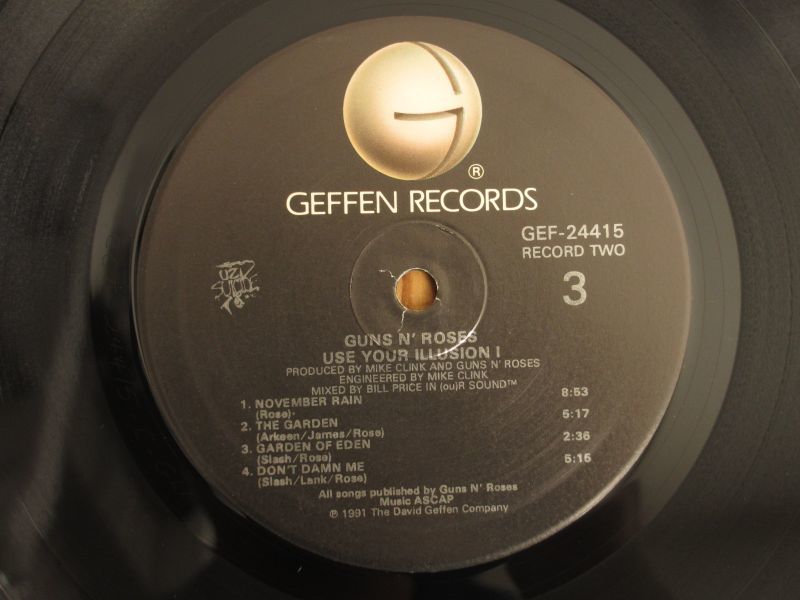 ®
GEFFEN RECORDS
GEF-24415
RECORD TWO
3
GUNS N' ROSES
USE YOUR ILLUSION I
PRODUCED BY MIKE CLINK AND GUNS N' ROSES
ENGINEERED BY MIKE CLINK
MIXED BY BILL PRICE IN (ou)R SOUND™
1. NOVEMBER RAIN 8:53
(Rose)
2. THE GARDEN 5:17
(Arkeen/James/Rose)
3. GARDEN OF EDEN 2:36
(Slash/Rose)
4. DON'T DAMN ME 5:15
(Slash/Lank/Rose)
All songs published by Guns N' Roses
Music ASCAP
℗ 1991 The David Geffen Company